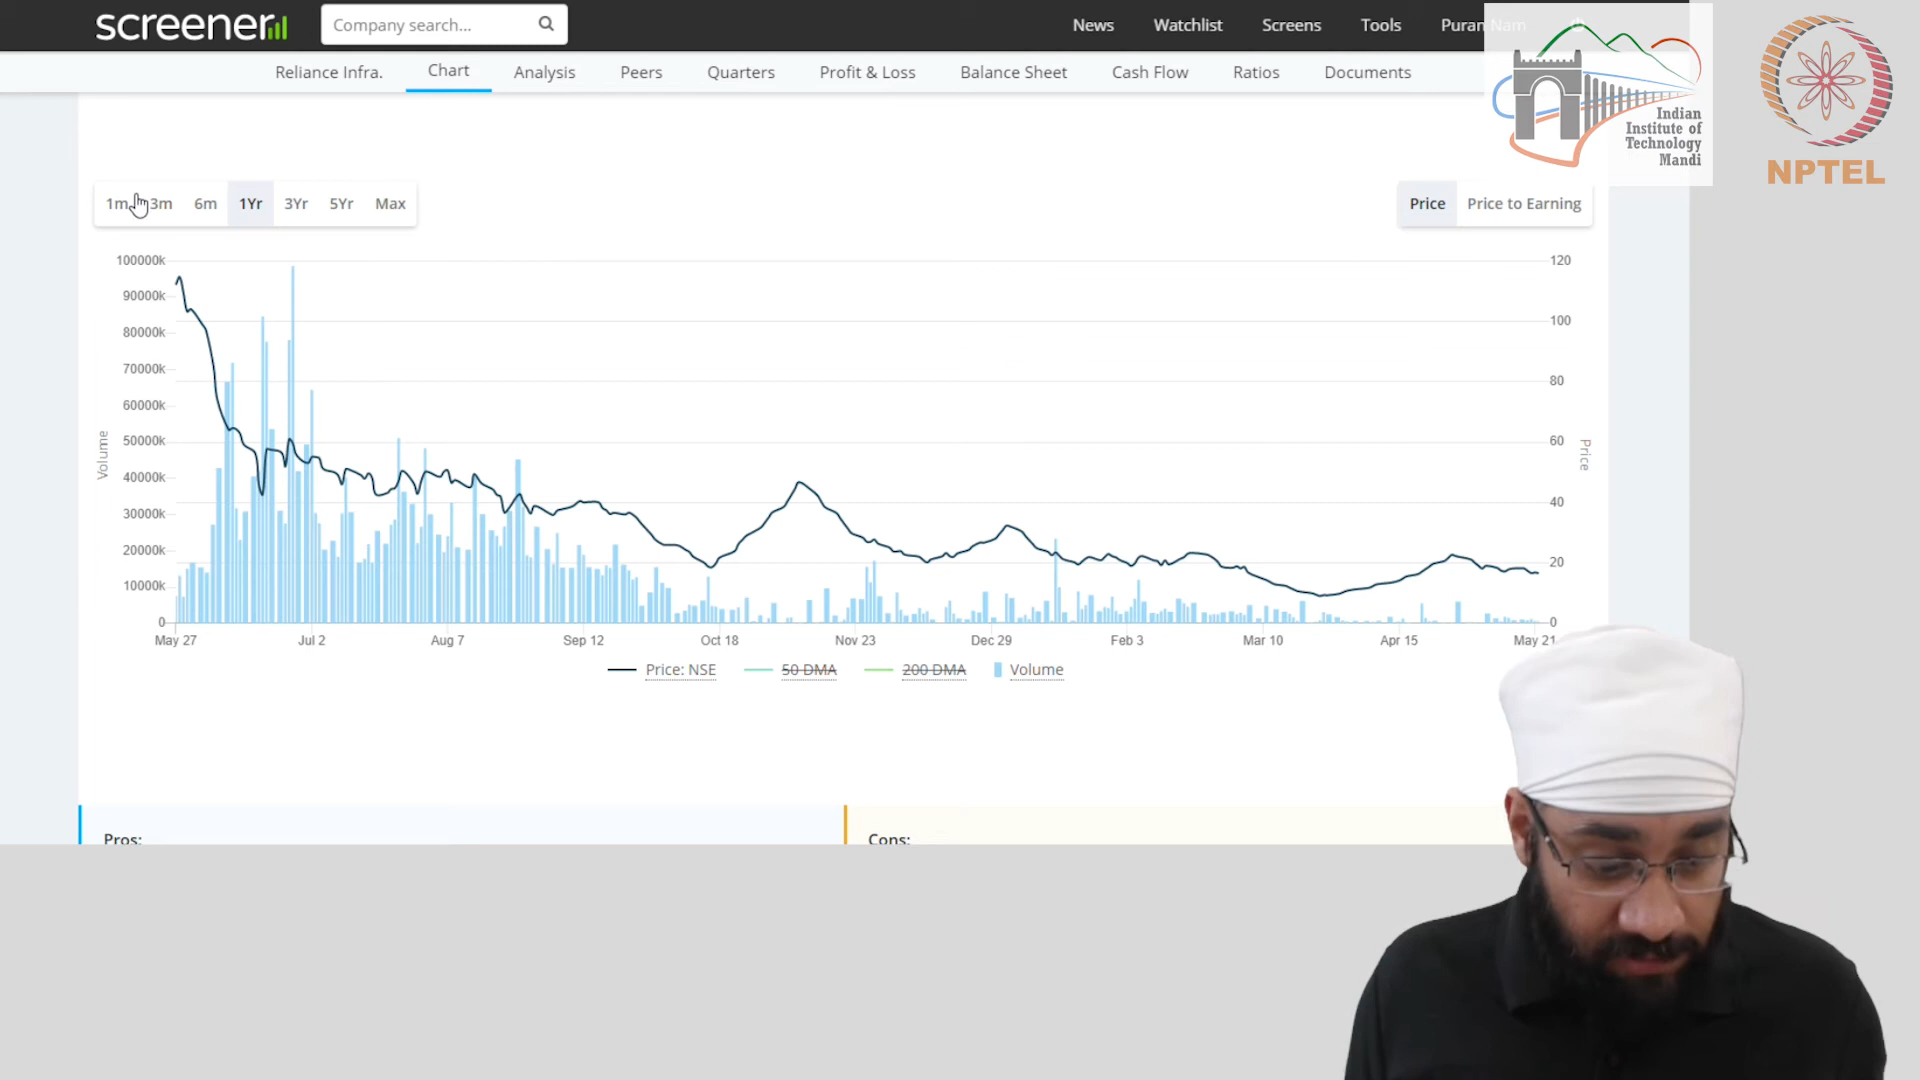 screener
Company search...
News
Watchlist
Screens
Tools
Puran Nam
Reliance Infra.
Chart
Analysis
Peers
Quarters
Profit & Loss
Balance Sheet
Cash Flow
Ratios
Documents
Indian
Institute of
Technology
Mandi
NPTEL
1m 3m 6m 1Yr 3Yr 5Yr Max
Price Price to Earning
100000k
90000k
80000k
70000k
60000k
50000k
40000k
30000k
20000k
10000k
0
Volume
120
100
80
60
40
20
0
Price
May 27 Jul 2 Aug 7 Sep 12 Oct 18 Nov 23 Dec 29 Feb 3 Mar 10 Apr 15 May 21
Price: NSE 50 DMA 200 DMA Volume
Pros:
Cons: